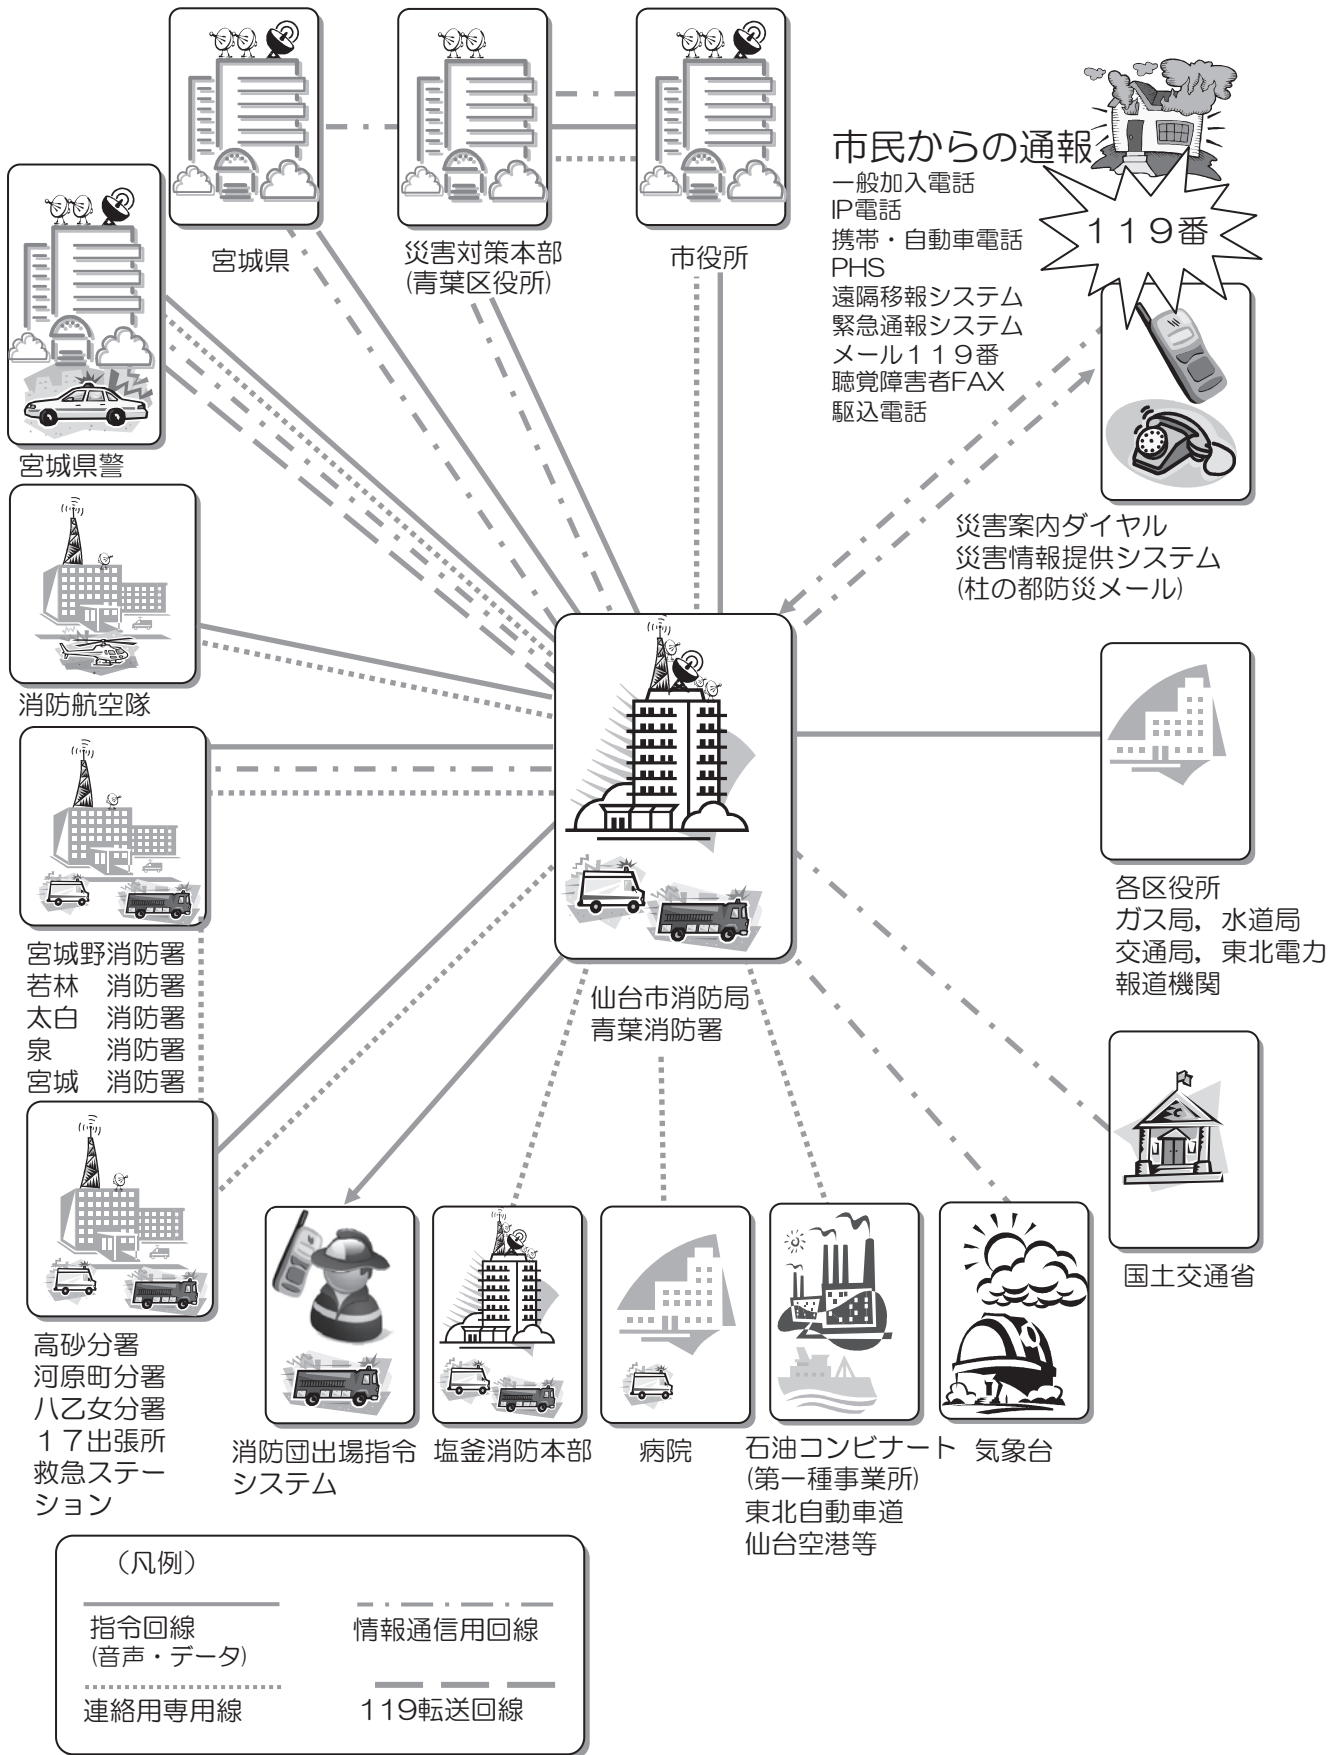 宮城県
災害対策本部
(青葉区役所)
市役所
市民からの通報
一般加入電話
IP電話
携帯・自動車電話
PHS
遠隔移報システム
緊急通報システム
メール119番
聴覚障害者FAX
駆込電話
119番
災害案内ダイヤル
災害情報提供システム
(杜の都防災メール)
宮城県警
消防航空隊
宮城野消防署
若林 消防署
太白 消防署
泉 消防署
宮城 消防署
仙台市消防局
青葉消防署
各区役所
ガス局,水道局
交通局,東北電力
報道機関
国土交通省
高砂分署
河原町分署
八乙女分署
17出張所
救急ステー
ション
消防団出場指令
システム
塩釜消防本部
病院
石油コンビナート
(第一種事業所)
東北自動車道
仙台空港等
気象台
(凡例)
指令回線
(音声・データ)
情報通信用回線
連絡用専用線
119転送回線